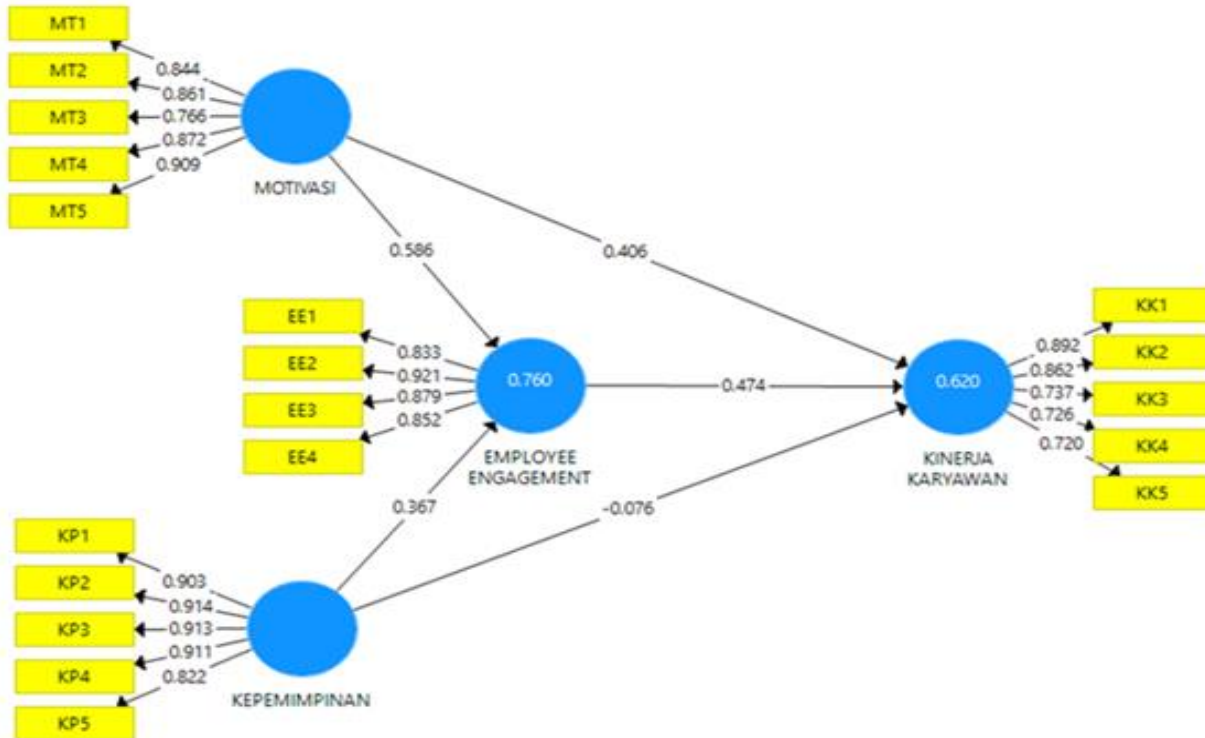 MT1
0.844
MT2
0.861
MT3
0.766
MT4
0.872
MT5
0.909
MOTIVASI
0.586
0.406
EE1
0.833
EE2
0.921
EE3
0.879
EE4
0.852
0.760
EMPLOYEE
ENGAGEMENT
0.474
0.620
KINERJA
KARYAWAN
KK1
0.892
KK2
0.862
KK3
0.737
KK4
0.726
KK5
0.720
0.367
-0.076
KP1
0.903
KP2
0.914
KP3
0.913
KP4
0.911
KP5
0.822
KEPEMIMPINAN